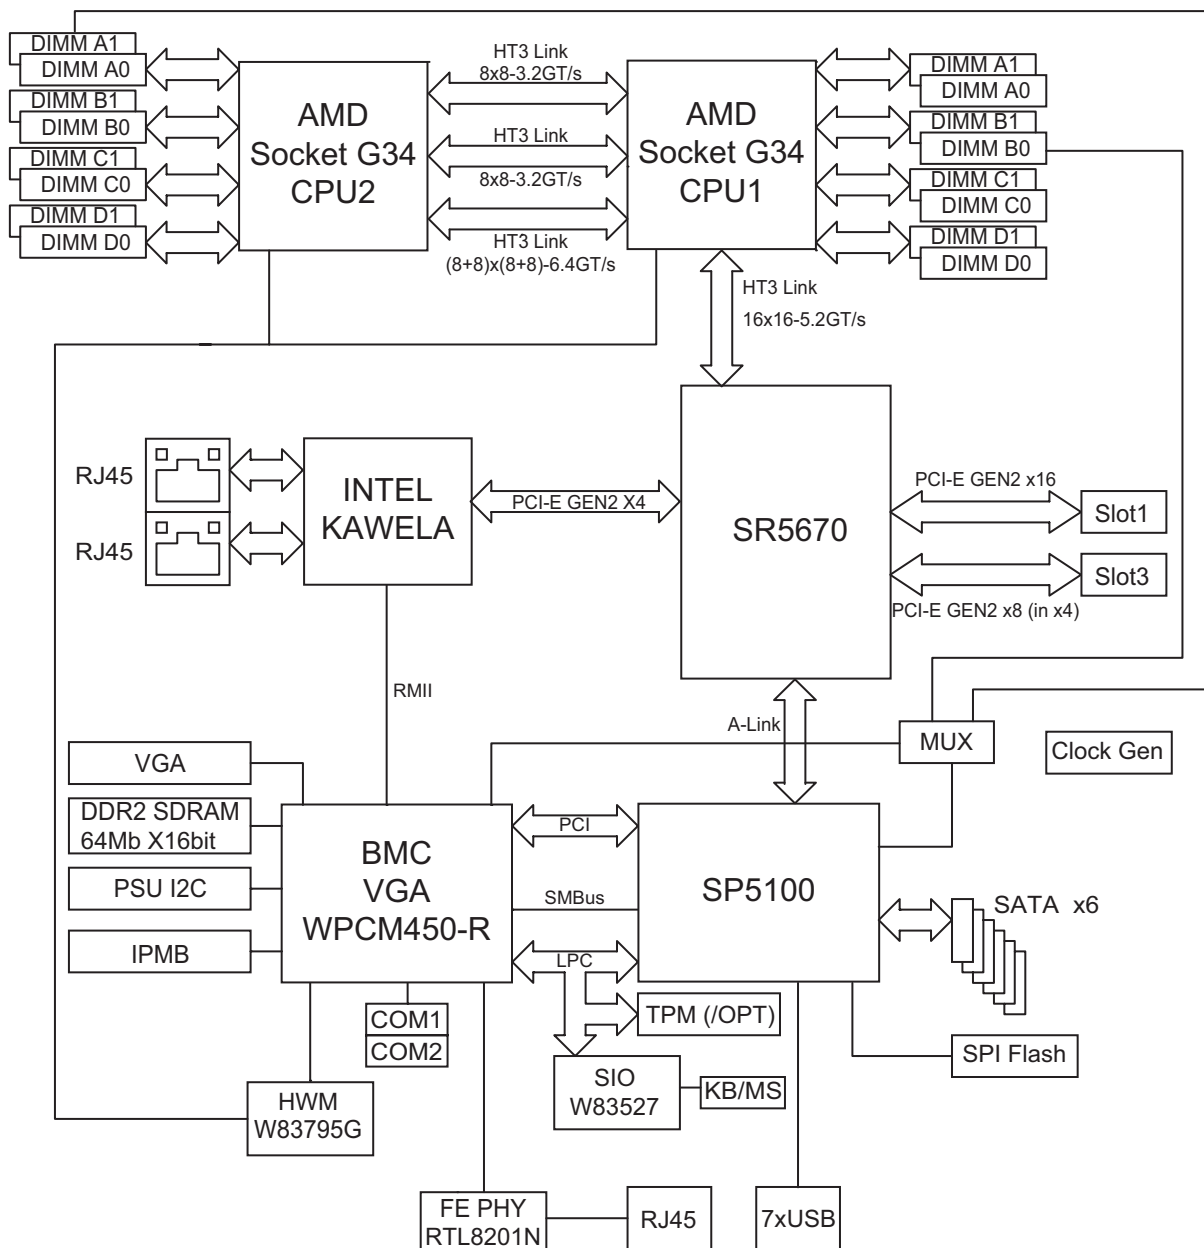 DIMM A1
DIMM A0
DIMM B1
DIMM B0
DIMM C1
DIMM C0
DIMM D1
DIMM D0
AMD
Socket G34
CPU2
HT3 Link
8x8-3.2GT/s
HT3 Link
8x8-3.2GT/s
HT3 Link
(8+8)x(8+8)-6.4GT/s
AMD
Socket G34
CPU1
DIMM A1
DIMM A0
DIMM B1
DIMM B0
DIMM C1
DIMM C0
DIMM D1
DIMM D0
HT3 Link
16x16-5.2GT/s
RJ45
RJ45
INTEL
KAWELA
PCI-E GEN2 X4
SR5670
PCI-E GEN2 x16
Slot1
Slot3
PCI-E GEN2 x8 (in x4)
RMII
A-Link
MUX
Clock Gen
VGA
DDR2 SDRAM
64Mb X16bit
PSU I2C
IPMB
BMC
VGA
WPCM450-R
PCI
SMBus
LPC
SP5100
SATA x6
COM1
COM2
TPM (/OPT)
SPI Flash
HWM
W83795G
SIO
W83527
KB/MS
FE PHY
RTL8201N
RJ45
7xUSB